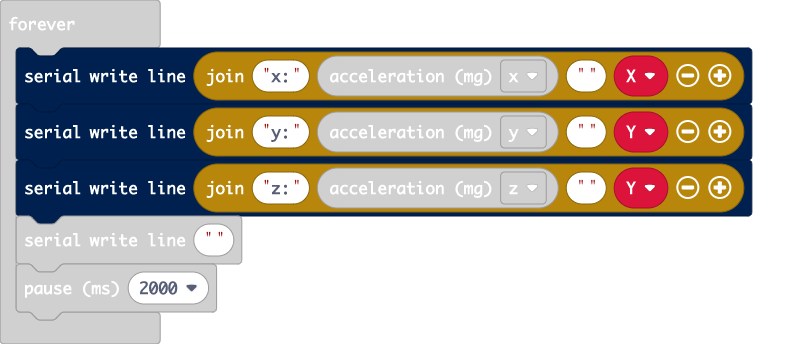 forever
serial write line join "x:" acceleration (mg) x " " X
serial write line join "y:" acceleration (mg) y " " Y
serial write line join "z:" acceleration (mg) z " " Y
serial write line " "
pause (ms) 2000